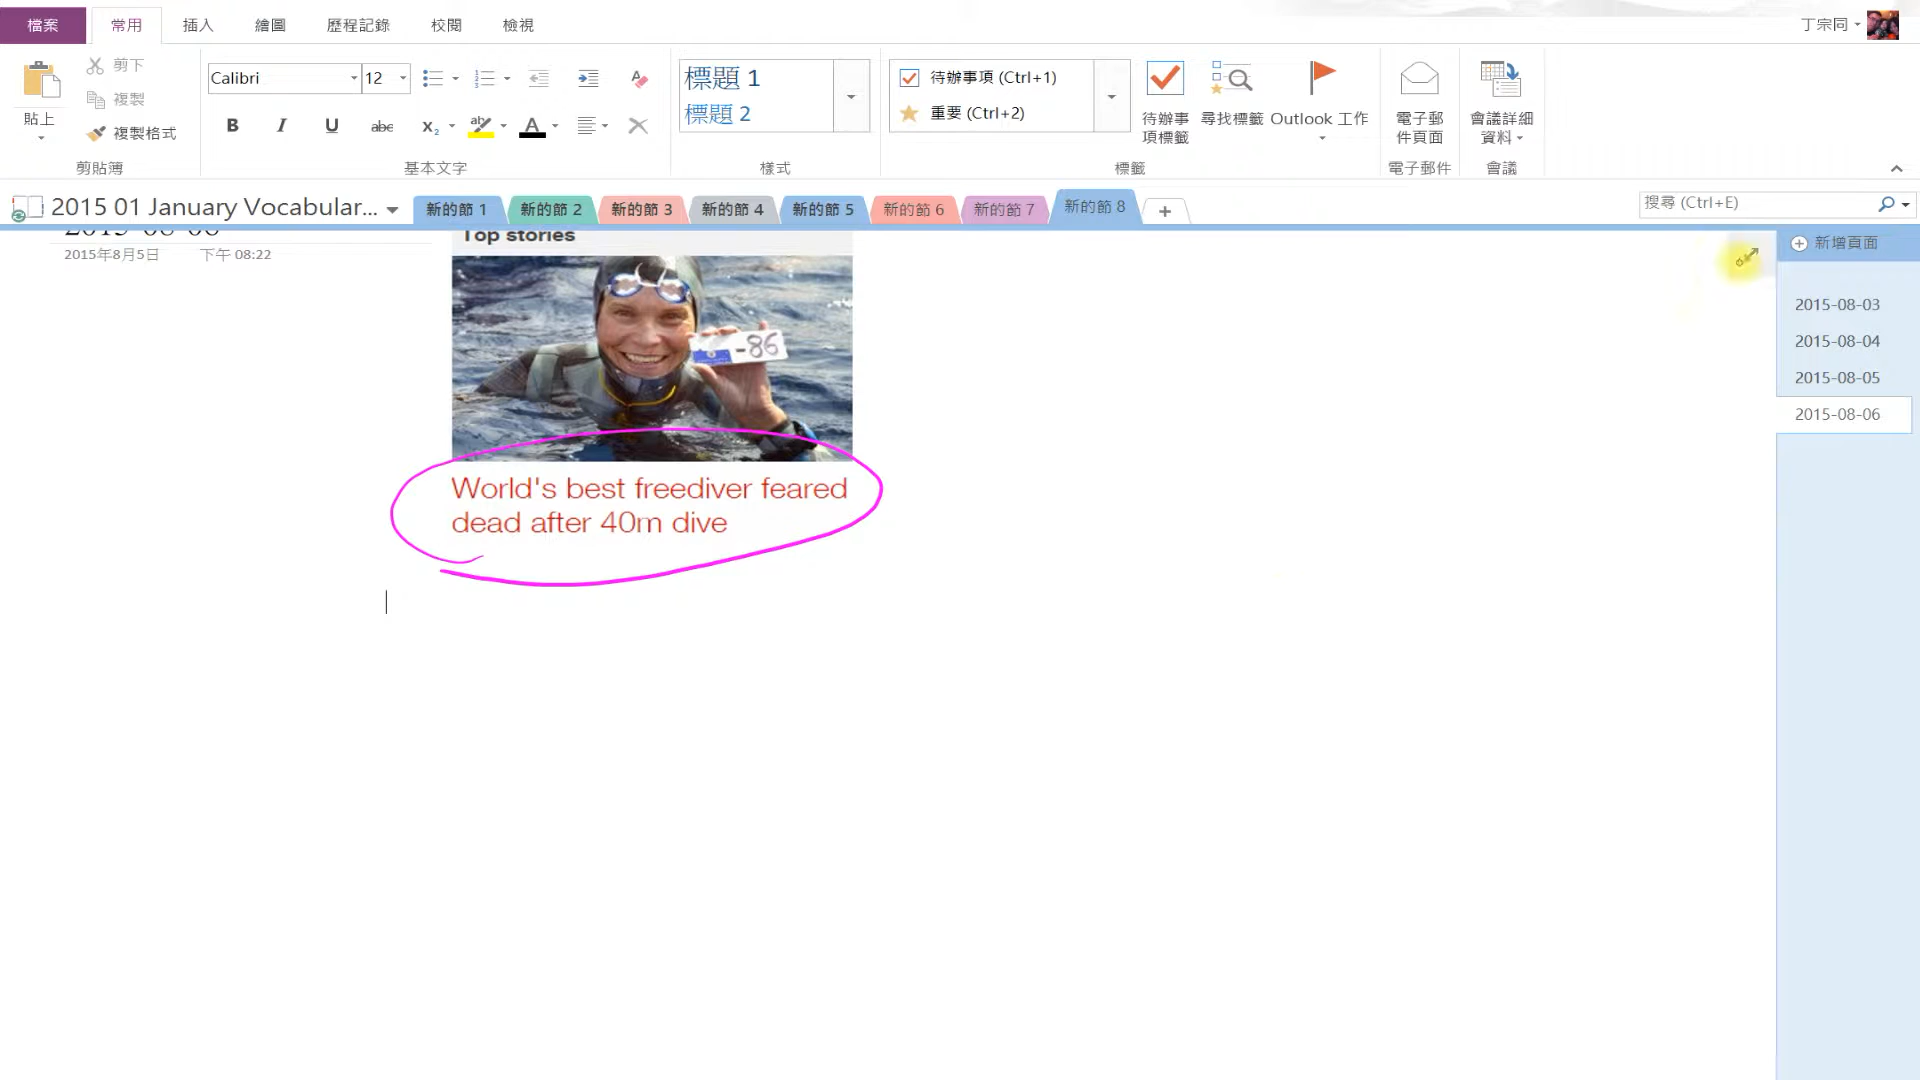 檔案 常用 插入 繪圖 歷程記錄 校閱 檢視 丁宗同
貼上
剪下
複製
複製格式
剪貼簿
Calibri 12
B I U abc X₂ ab A
基本文字
標題 1
標題 2
樣式
待辦事項 (Ctrl+1)
重要 (Ctrl+2)
待辦事
項標籤
尋找標籤
Outlook 工作
標籤
電子郵
件頁面
電子郵件
會議詳細
資料
會議
2015 01 January Vocabular... 新的節 1 新的節 2 新的節 3 新的節 4 新的節 5 新的節 6 新的節 7 新的節 8
搜尋 (Ctrl+E)
2015-08-06
2015年8月5日 下午 08:22
Top stories
-86
World's best freediver feared
dead after 40m dive
新增頁面
2015-08-03
2015-08-04
2015-08-05
2015-08-06